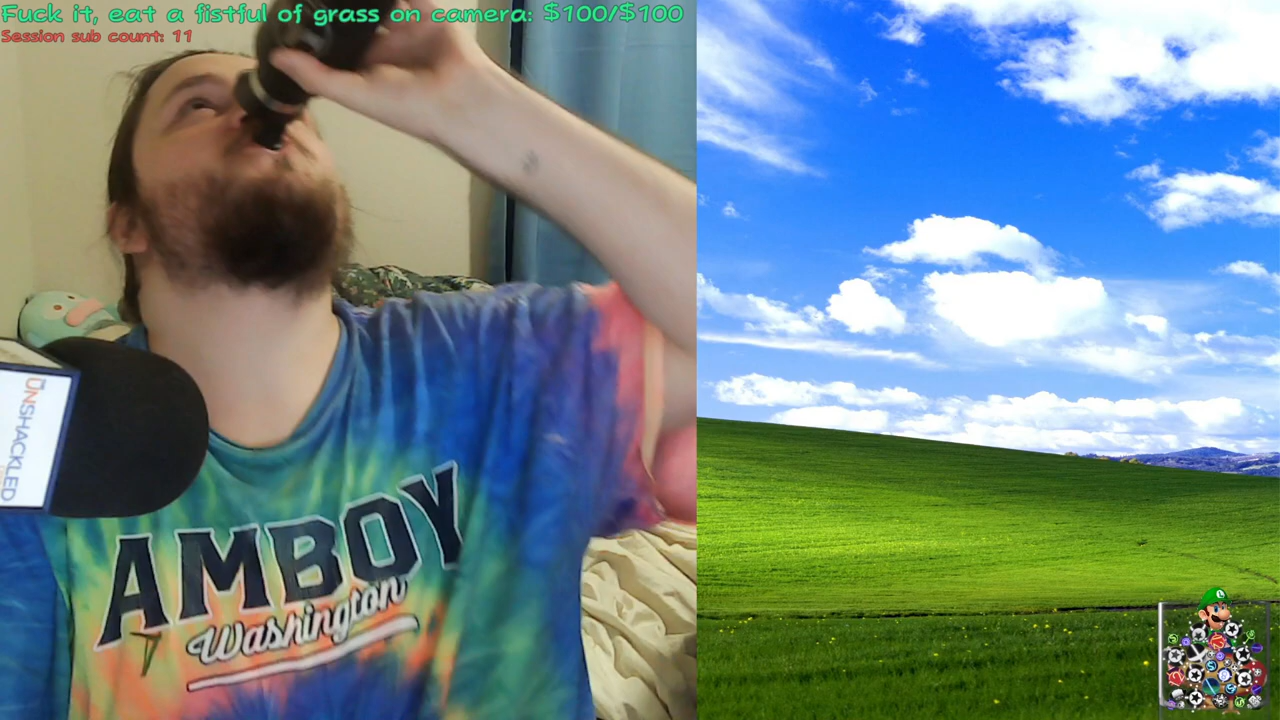 Fuck it, eat a fistful of grass on camera: $100/$100
Session sub count: 11
UNSHACKLED
AMBOY
Washington